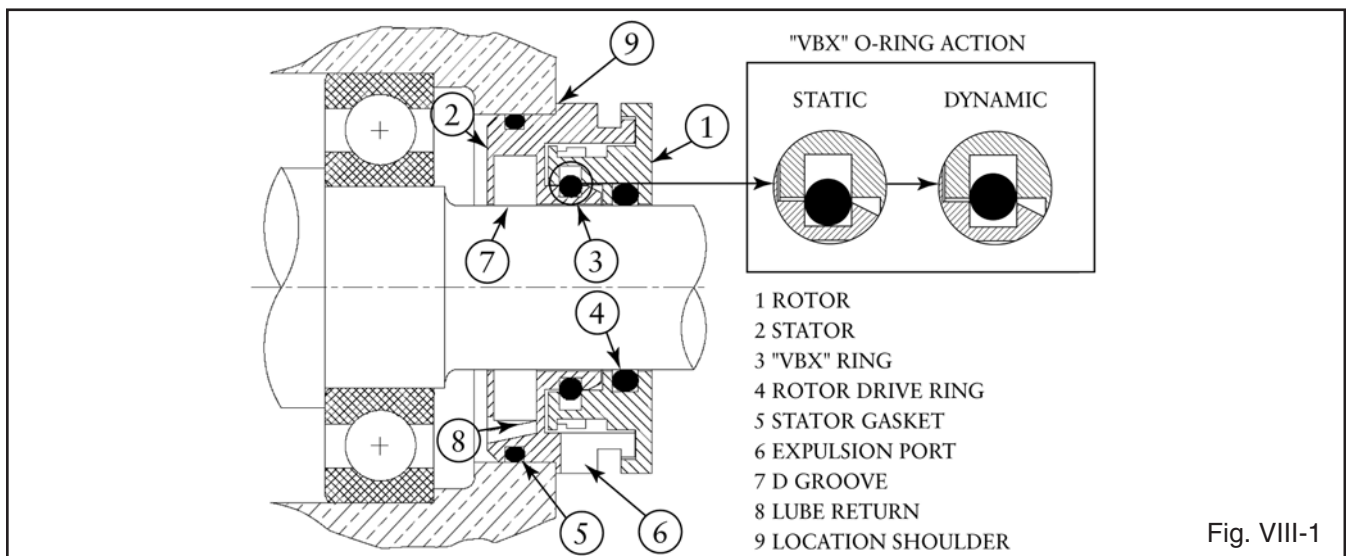 "VBX" O-RING ACTION
STATIC DYNAMIC
9
2
1
7
3
4
8
5
6
1 ROTOR
2 STATOR
3 "VBX" RING
4 ROTOR DRIVE RING
5 STATOR GASKET
6 EXPULSION PORT
7 D GROOVE
8 LUBE RETURN
9 LOCATION SHOULDER
Fig. VIII-1